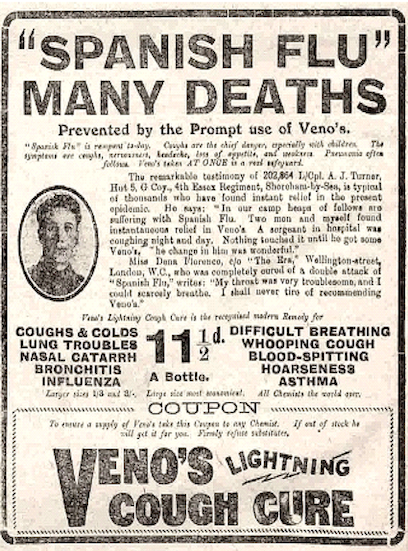 "SPANISH FLU"
MANY DEATHS
Prevented by the Prompt use of Veno's.
"Spanish Flu" is rampant to-day. Coughs are the chief danger, especially with children. The
symptoms are coughs, nervousness, headache, loss of appetite, and weakness. Pneumonia often
follows. Veno's taken AT ONCE is a real safeguard.
The remarkable testimony of 202,864 L/Cpl. A. J. Turner,
Hut 5, G Coy., 4th Essex Regiment, Shoreham-by-Sea, is typical
of thousands who have found instant relief in the present
epidemic. He says: "In our camp heaps of fellows are
suffering with Spanish Flu. Two men and myself found
instantaneous relief in Veno's. A sergeant in hospital was
coughing night and day. Nothing touched it until he got some
Veno's, "he change in him was wonderful."
Miss Dena Florence, c/o "The Era," Wellington-street,
London, W.C., who was completely cured of a double attack of
"Spanish Flu," writes: "My throat was very troublesome, and I
could scarcely breathe. I shall never tire of recommending
Veno's."
Veno's Lightning Cough Cure is the recognised modern Remedy for
COUGHS & COLDS
LUNG TROUBLES
NASAL CATARRH
BRONCHITIS
INFLUENZA
11 1/2 d.
A Bottle.
DIFFICULT BREATHING
WHOOPING COUGH
BLOOD-SPITTING
HOARSENESS
ASTHMA
Larger sizes 1/3 and 3/-. Large size most economical. All Chemists the world over.
COUPON
To ensure a supply of Veno's take this Coupon to any Chemist. If out of stock he
will get it for you. Firmly refuse substitutes.
VENO'S LIGHTNING
COUGH CURE